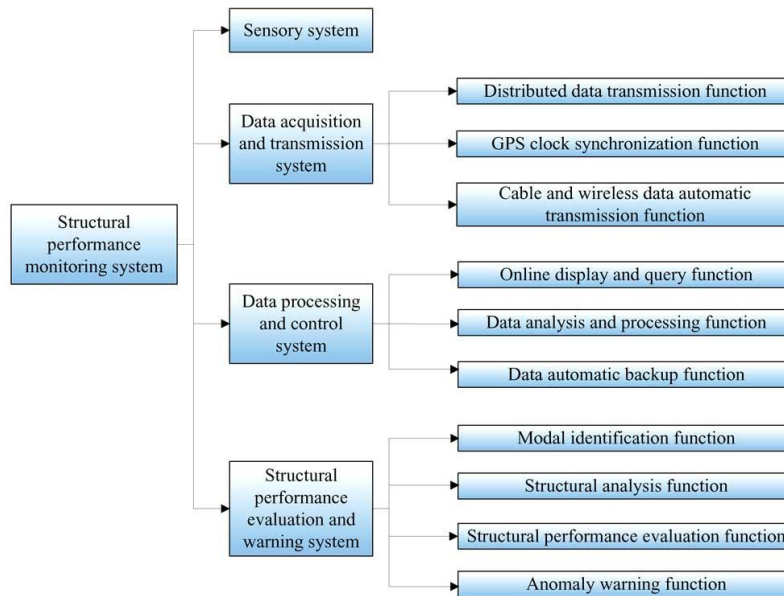 Sensory system
Distributed data transmission function
Data acquisition
and transmission
system
GPS clock synchronization function
Cable and wireless data automatic
transmission function
Structural
performance
monitoring system
Online display and query function
Data processing
and control
system
Data analysis and processing function
Data automatic backup function
Modal identification function
Structural
performance
evaluation and
warning system
Structural analysis function
Structural performance evaluation function
Anomaly warning function